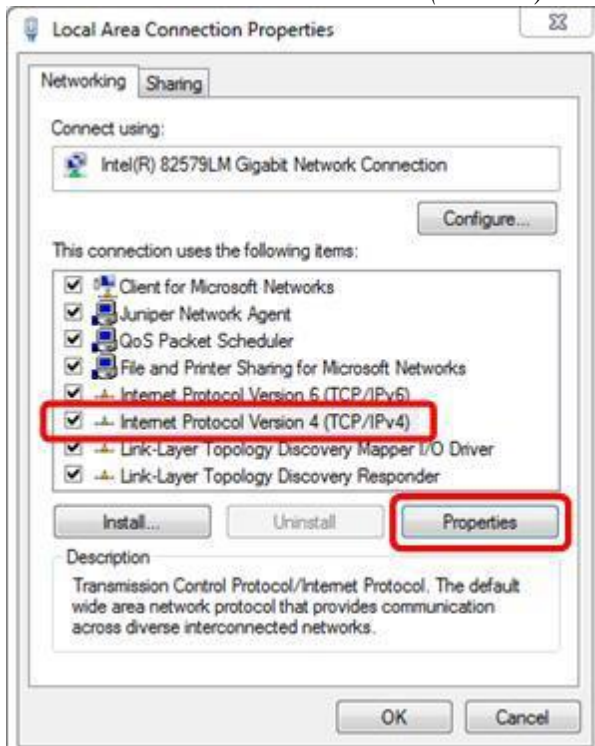 Local Area Connection Properties
Networking
Sharing
Connect using:
Intel(R) 82579LM Gigabit Network Connection
Configure...
This connection uses the following items:
Client for Microsoft Networks
Juniper Network Agent
QoS Packet Scheduler
File and Printer Sharing for Microsoft Networks
Internet Protocol Version 6 (TCP/IPv6)
Internet Protocol Version 4 (TCP/IPv4)
Link-Layer Topology Discovery Mapper I/O Driver
Link-Layer Topology Discovery Responder
Install...
Uninstall
Properties
Description
Transmission Control Protocol/Internet Protocol. The default
wide area network protocol that provides communication
across diverse interconnected networks.
OK
Cancel